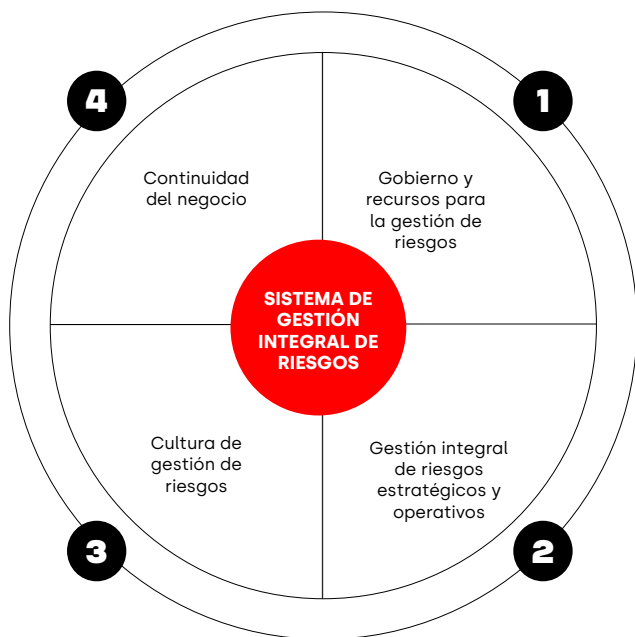 4
1
Continuidad
del negocio
Gobierno y
recursos para
la gestión de
riesgos
SISTEMA DE
GESTIÓN
INTEGRAL DE
RIESGOS
Cultura de
gestión de
riesgos
Gestión integral
de riesgos
estratégicos y
operativos
3
2